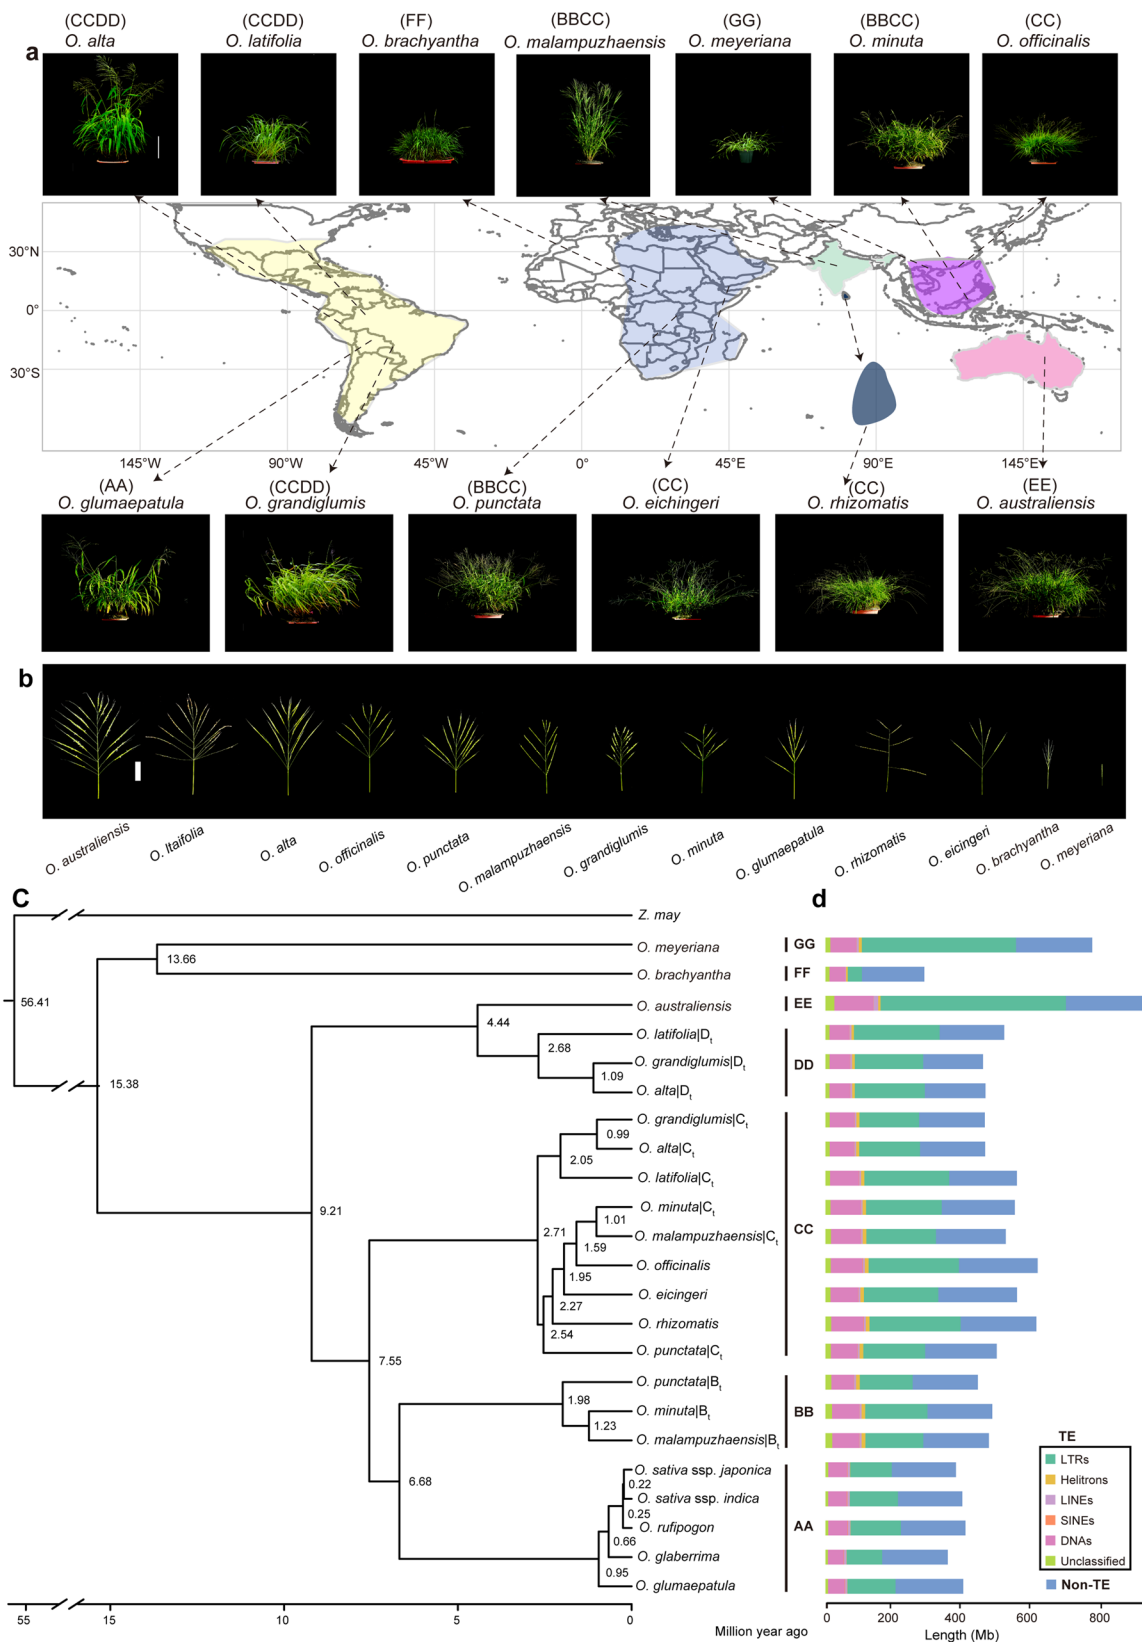 (CCDD) (CCDD) (FF) (BBCC) (GG) (BBCC) (CC)
O. alta O. latifolia O. brachyantha O. malampuzhaensis O. meyeriana O. minuta O. officinalis
a
30°N
0°
30°S
145°W 90°W 45°W 0° 45°E 90°E 145°E
(AA) (CCDD) (BBCC) (CC) (CC) (EE)
O. glumaepatula O. grandiglumis O. punctata O. eichingeri O. rhizomatis O. australiensis
b
O. australiensis O. ltaifolia O. alta O. officinalis O. punctata O. malampuzhaensis O. grandiglumis O. minuta O. glumaepatula O. rhizomatis O. eicingeri O. brachyantha O. meyeriana
C d
Z. may
O. meyeriana GG
13.66
O. brachyantha FF
56.41
O. australiensis EE
4.44
O. latifolia|Dt
2.68
O. grandiglumis|Dt DD
1.09
15.38
O. alta|Dt
O. grandiglumis|Ct
0.99
O. alta|Ct
2.05
O. latifolia|Ct
9.21
O. minuta|Ct
1.01
2.71 CC
O. malampuzhaensis|Ct
1.59
O. officinalis
1.95
O. eicingeri
2.27
O. rhizomatis
2.54
O. punctata|Ct
7.55
O. punctata|Bt
1.98
O. minuta|Bt BB
1.23
O. malampuzhaensis|Bt
O. sativa ssp. japonica
6.68
0.22
O. sativa ssp. indica
0.25
O. rufipogon AA
0.66
O. glaberrima
0.95
O. glumaepatula
TE
LTRs
Helitrons
LINEs
SINEs
DNAs
Unclassified
Non-TE
55 15 10 5 0
Million year ago
0 200 400 600 800
Length (Mb)